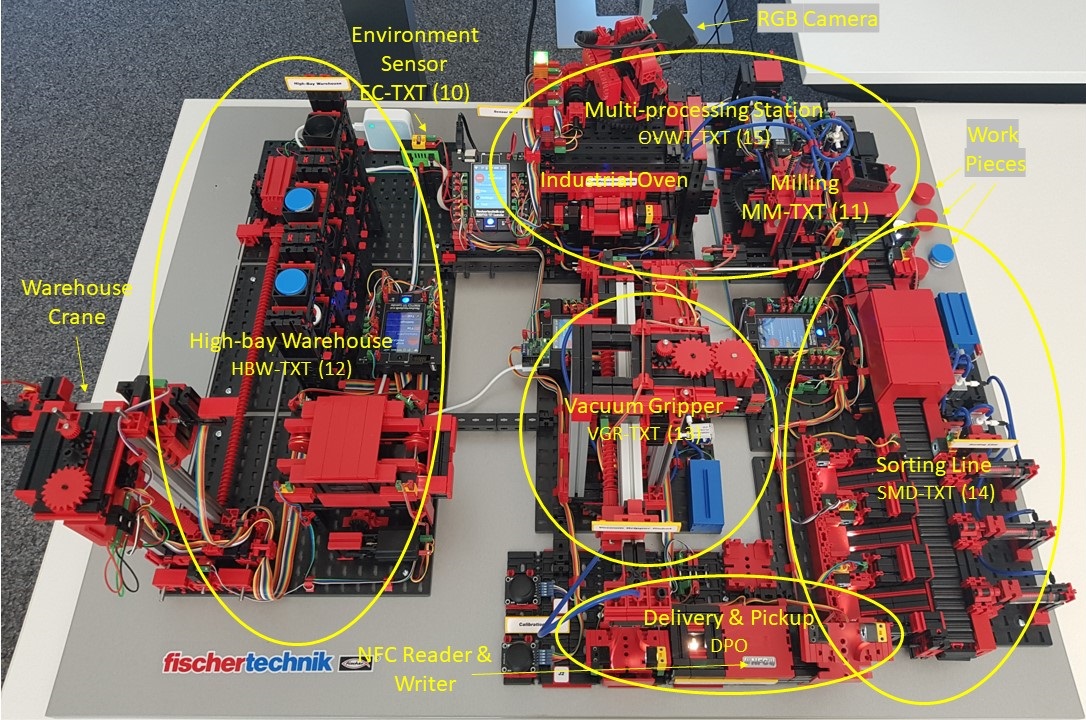 RGB Camera
Environment
Sensor
EC-TXT (10)
High-Bay Warehouse
Multi-processing Station
OVWT-TXT (15)
Work
Pieces
Industrial Oven
Milling
MM-TXT (11)
Warehouse
Crane
High-bay Warehouse
HBW-TXT (12)
Vacuum Gripper
VGR-TXT (13)
Sorting Line
SMD-TXT (14)
Delivery & Pickup
DPO
NFC Reader &
Writer
NFC
fischertechnik